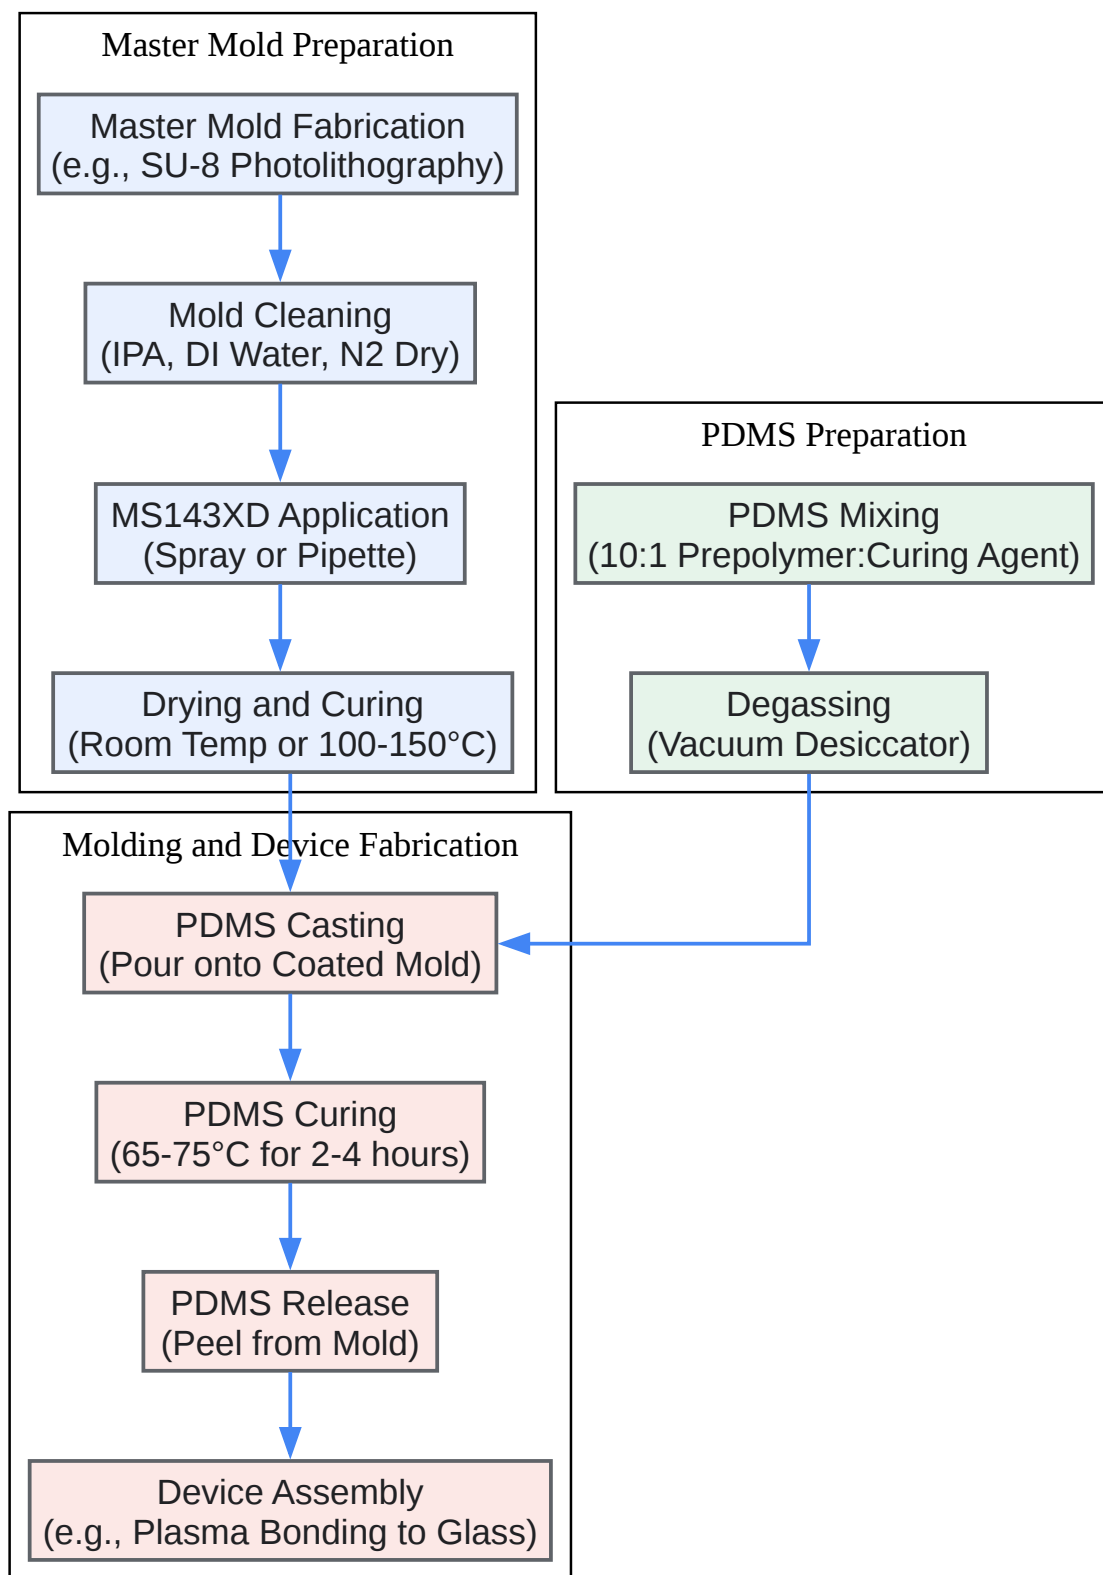 Master Mold Preparation
Master Mold Fabrication
(e.g., SU-8 Photolithography)
Mold Cleaning
(IPA, DI Water, N2 Dry)
MS143XD Application
(Spray or Pipette)
Drying and Curing
(Room Temp or 100-150°C)
PDMS Preparation
PDMS Mixing
(10:1 Prepolymer:Curing Agent)
Degassing
(Vacuum Desiccator)
Molding and Device Fabrication
PDMS Casting
(Pour onto Coated Mold)
PDMS Curing
(65-75°C for 2-4 hours)
PDMS Release
(Peel from Mold)
Device Assembly
(e.g., Plasma Bonding to Glass)